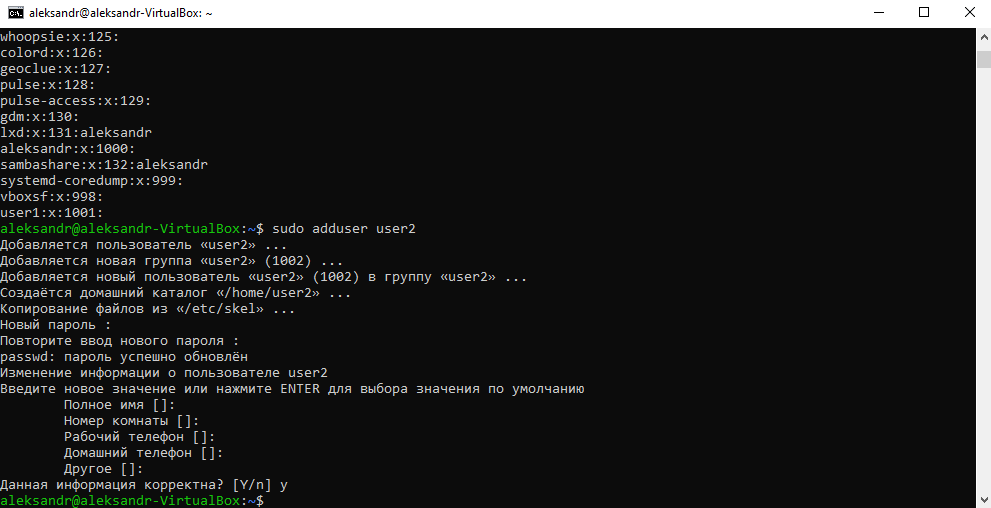 aleksandr@aleksandr-VirtualBox: ~
whoopsie:x:125:
colord:x:126:
geoclue:x:127:
pulse:x:128:
pulse-access:x:129:
gdm:x:130:
lxd:x:131:aleksandr
aleksandr:x:1000:
sambashare:x:132:aleksandr
systemd-coredump:x:999:
vboxsf:x:998:
user1:x:1001:
aleksandr@aleksandr-VirtualBox:~$ sudo adduser user2
Добавляется пользователь «user2» ...
Добавляется новая группа «user2» (1002) ...
Добавляется новый пользователь «user2» (1002) в группу «user2» ...
Создаётся домашний каталог «/home/user2» ...
Копирование файлов из «/etc/skel» ...
Новый пароль :
Повторите ввод нового пароля :
passwd: пароль успешно обновлён
Изменение информации о пользователе user2
Введите новое значение или нажмите ENTER для выбора значения по умолчанию
Полное имя []:
Номер комнаты []:
Рабочий телефон []:
Домашний телефон []:
Другое []:
Данная информация корректна? [Y/n] y
aleksandr@aleksandr-VirtualBox:~$